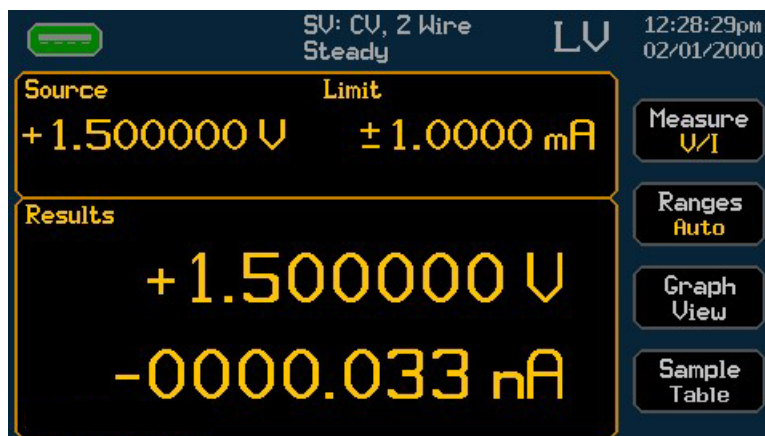 SV: CV, 2 Wire
Steady
LV
12:28:29pm
02/01/2000
Source
Limit
+1.500000 V
±1.0000 mA
Results
+1.500000 V
-0000.033 nA
Measure
V/I
Ranges
Auto
Graph
View
Sample
Table